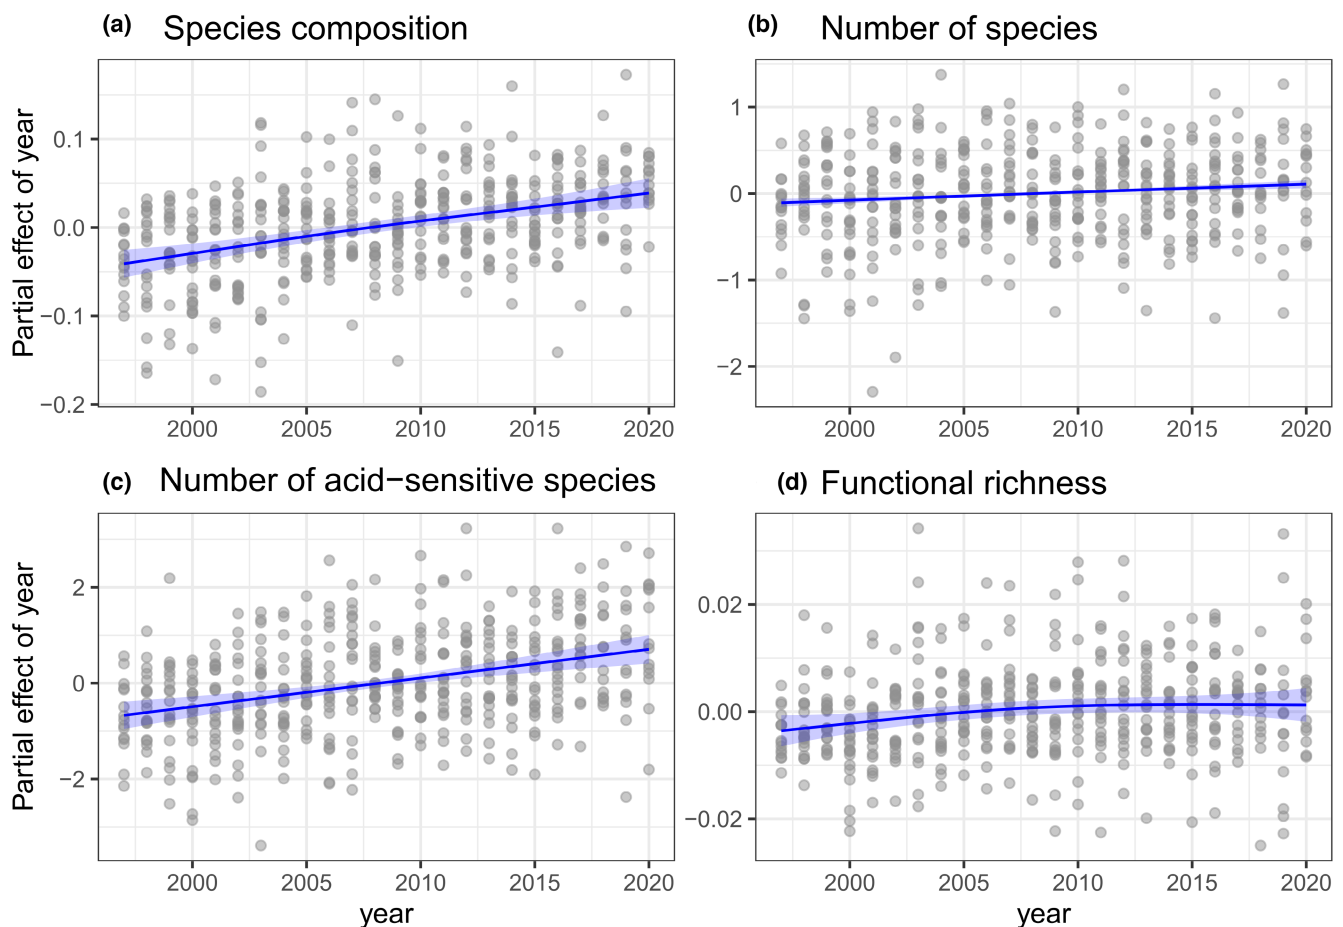 (a) Species composition
Partial effect of year
0.1
0.0
−0.1
−0.2
2000 2005 2010 2015 2020
(b) Number of species
1
0
−1
−2
2000 2005 2010 2015 2020
(c) Number of acid−sensitive species
Partial effect of year
2
0
−2
2000 2005 2010 2015 2020
year
(d) Functional richness
0.02
0.00
−0.02
2000 2005 2010 2015 2020
year